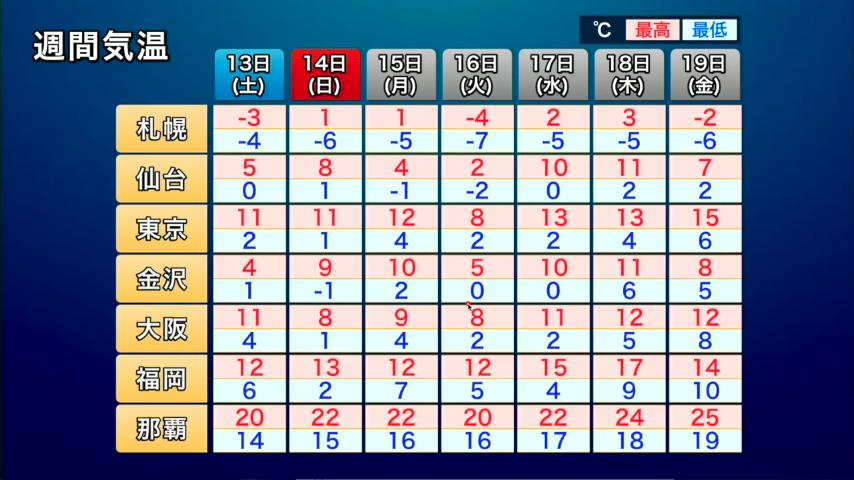 ℃ 最高 最低
週間気温
13日 14日 15日 16日 17日 18日 19日
(土) (日) (月) (火) (水) (木) (金)
札幌 -3 1 1 -4 2 3 -2
-4 -6 -5 -7 -5 -5 -6
仙台 5 8 4 2 10 11 7
0 1 -1 -2 0 2 2
東京 11 11 12 8 13 13 15
2 1 4 2 2 4 6
金沢 4 9 10 5 10 11 8
1 -1 2 0 0 6 5
大阪 11 8 9 8 11 12 12
4 1 4 2 2 5 8
福岡 12 13 12 12 15 17 14
6 2 7 5 4 9 10
那覇 20 22 22 20 22 24 25
14 15 16 16 17 18 19